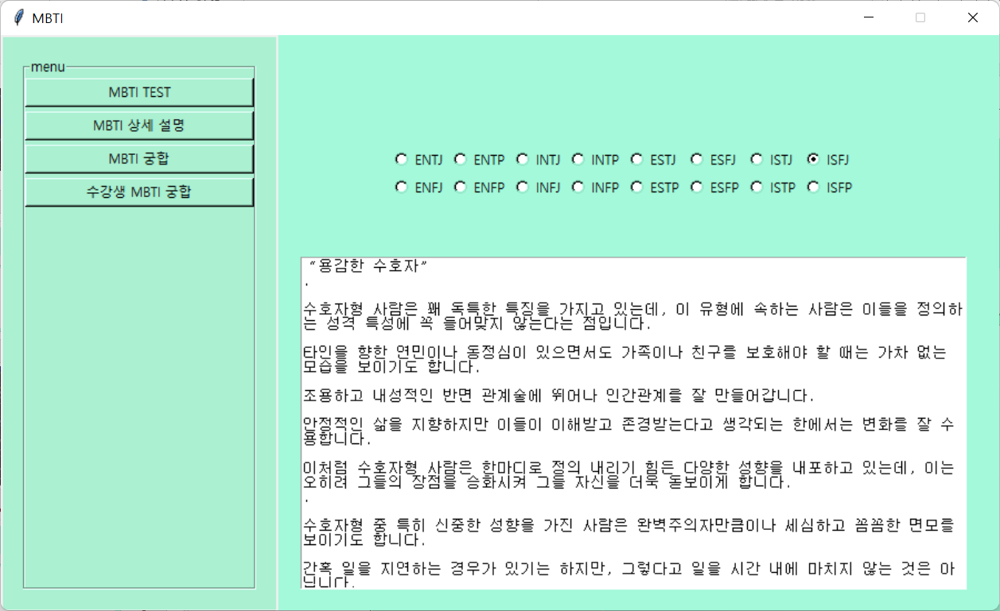 MBTI
menu
MBTI TEST
MBTI 상세 설명
MBTI 궁합
수강생 MBTI 궁합
ENTJ ENTP INTJ INTP ESTJ ESFJ ISTJ ISFJ
ENFJ ENFP INFJ INFP ESTP ESFP ISTP ISFP
"용감한 수호자"
.
수호자형 사람은 꽤 독특한 특징을 가지고 있는데, 이 유형에 속하는 사람은 이들을 정의하
는 성격 특성에 꼭 들어맞지 않는다는 점입니다.
타인을 향한 연민이나 동정심이 있으면서도 가족이나 친구를 보호해야 할 때는 가차 없는
모습을 보이기도 합니다.
조용하고 내성적인 반면 관계술에 뛰어나 인간관계를 잘 만들어갑니다.
안정적인 삶을 지향하지만 이들이 이해받고 존경받는다고 생각되는 한에서는 변화를 잘 수
용합니다.
이처럼 수호자형 사람은 한마디로 정의 내리기 힘든 다양한 성향을 내포하고 있는데, 이는
오히려 그들의 장점을 승화시켜 그들 자신을 더욱 돋보이게 합니다.
.
수호자형 중 특히 신중한 성향을 가진 사람은 완벽주의자만큼이나 세심하고 꼼꼼한 면모를
보이기도 합니다.
간혹 일을 지연하는 경우가 있기는 하지만, 그렇다고 일을 시간 내에 마치지 않는 것은 아
닙니다.